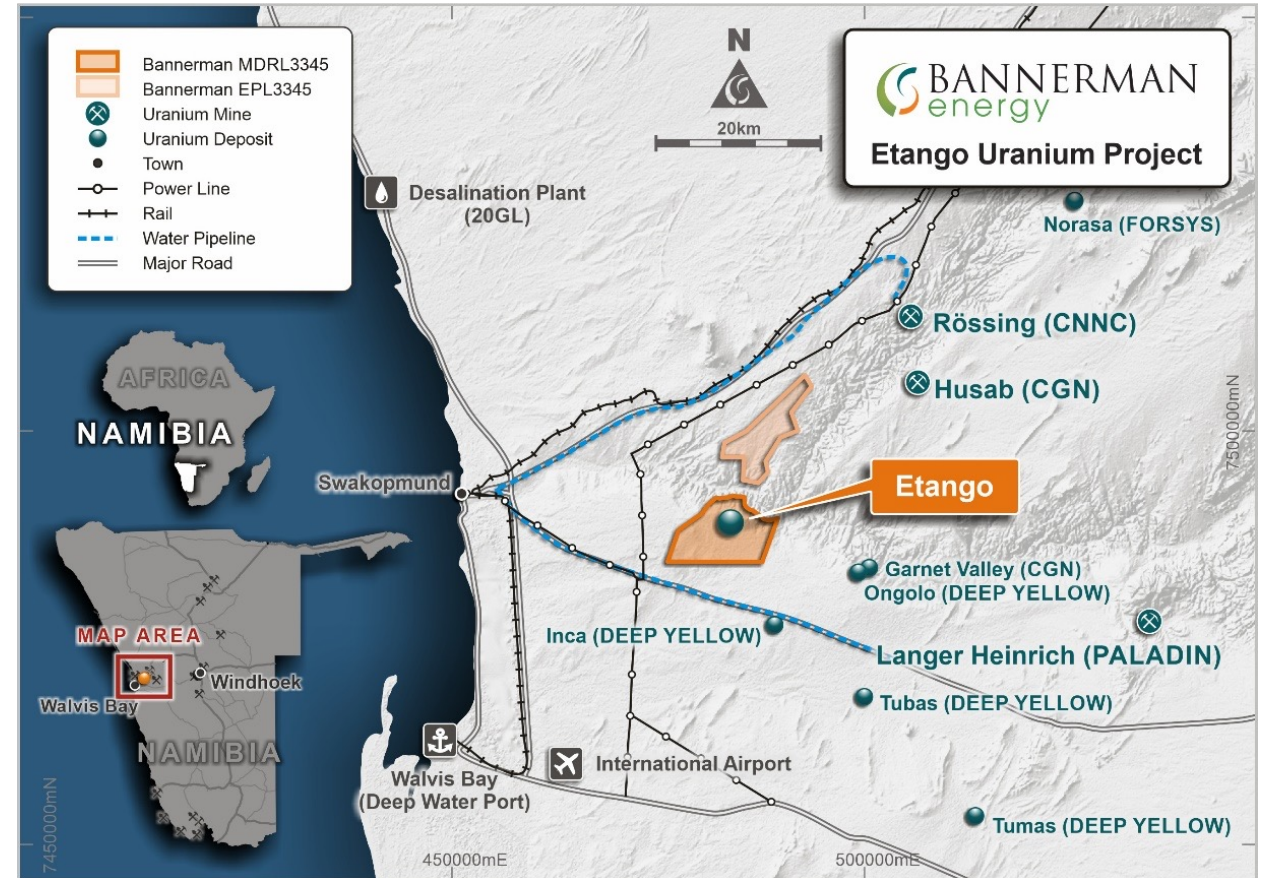 Bannerman MDRL3345
Bannerman EPL3345
Uranium Mine
Uranium Deposit
Town
Power Line
Rail
Water Pipeline
Major Road
N
20km
BANNERMAN
energy
Etango Uranium Project
Desalination Plant
(20GL)
Norasa (FORSYS)
Rössing (CNNC)
Husab (CGN)
7500000mN
AFRICA
NAMIBIA
Swakopmund
Etango
Garnet Valley (CGN)
Ongolo (DEEP YELLOW)
Inca (DEEP YELLOW)
Langer Heinrich (PALADIN)
Tubas (DEEP YELLOW)
MAP AREA
Windhoek
Walvis Bay
NAMIBIA
International Airport
Walvis Bay
(Deep Water Port)
Tumas (DEEP YELLOW)
7450000mN
450000mE
500000mE